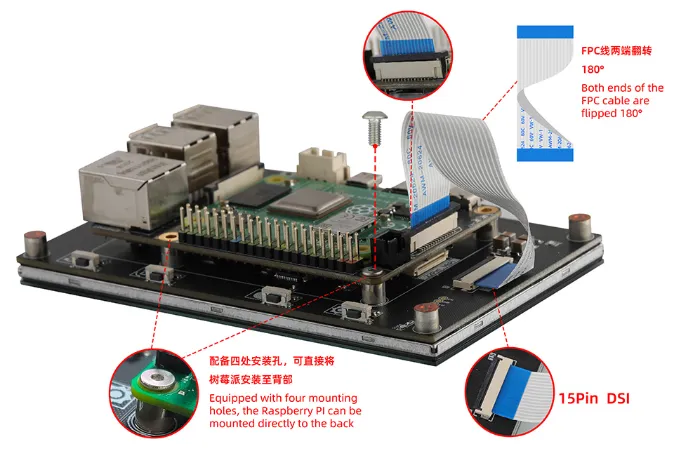 FPC线两端翻转
180°
Both ends of the
FPC cable are
flipped 180°
AWM-20624
配备四处安装孔，可直接将
树莓派安装至背部
Equipped with four mounting
holes, the Raspberry PI can be
mounted directly to the back
15Pin DSI